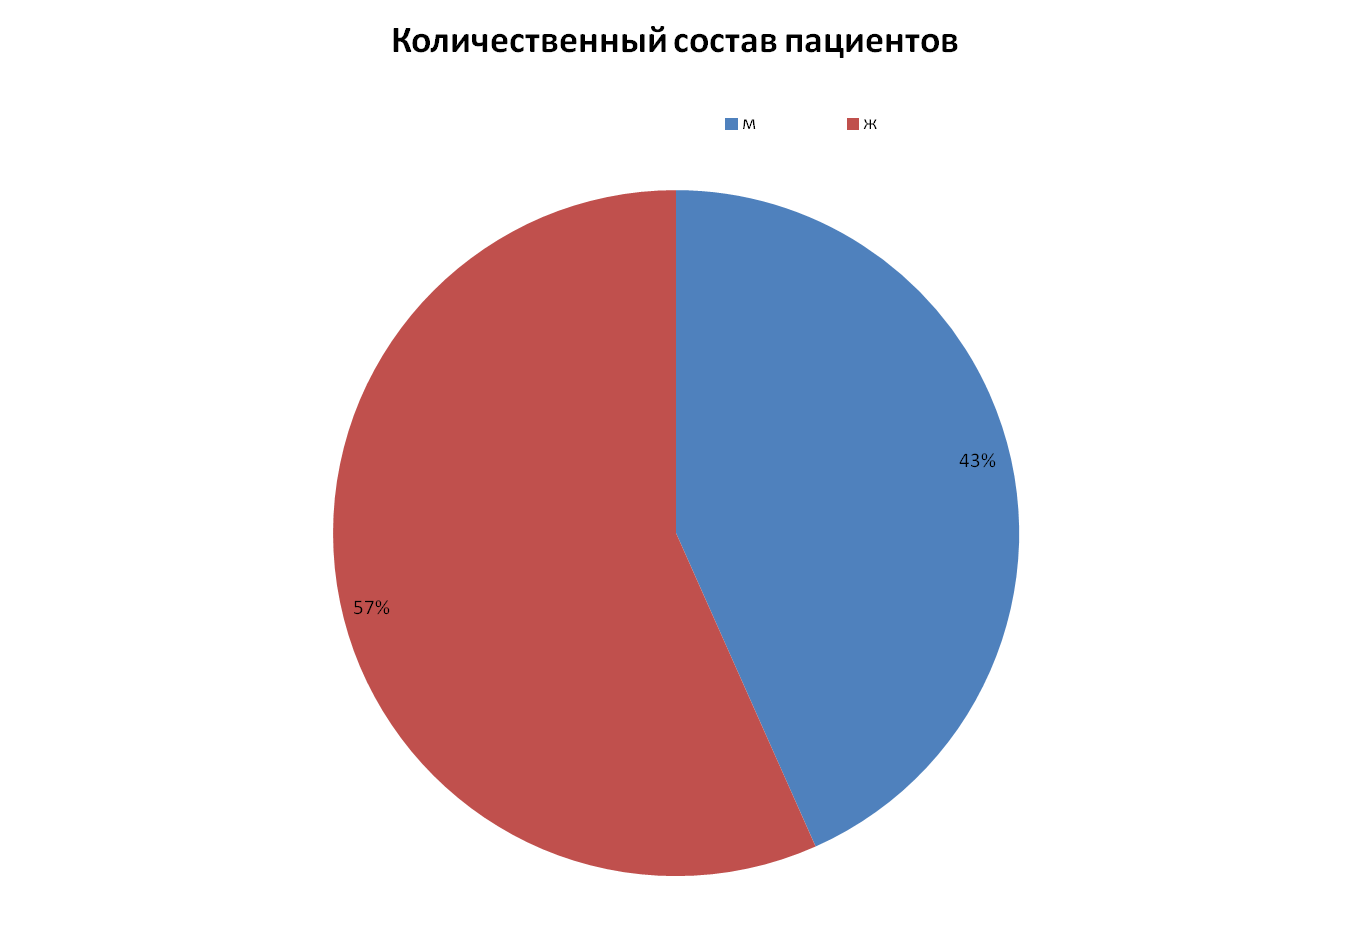 Количественный состав пациентов
м ж
43%
57%